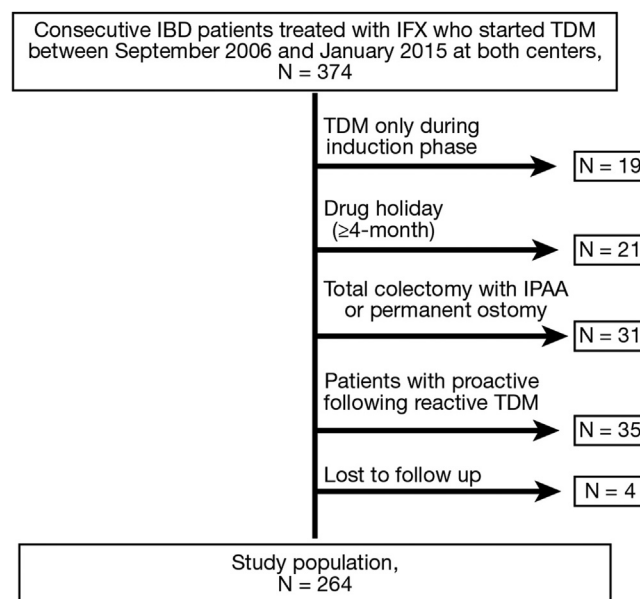 Consecutive IBD patients treated with IFX who started TDM
between September 2006 and January 2015 at both centers,
N = 374
TDM only during
induction phase
N = 19
Drug holiday
(≥4-month)
N = 21
Total colectomy with IPAA
or permanent ostomy
N = 31
Patients with proactive
following reactive TDM
N = 35
Lost to follow up
N = 4
Study population,
N = 264